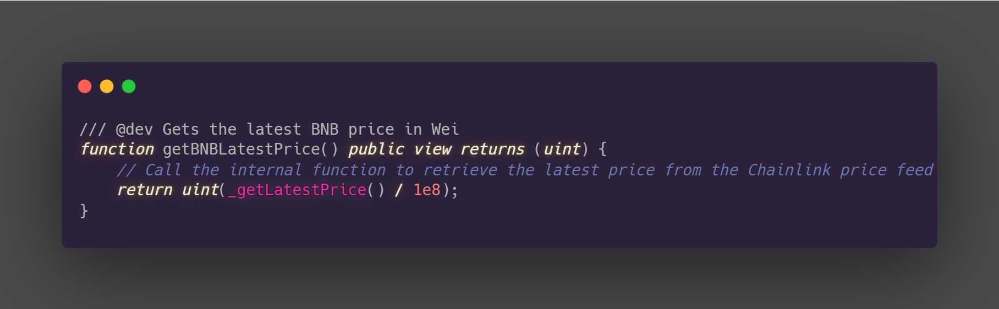 /// @dev Gets the latest BNB price in Wei
function getBNBLatestPrice() public view returns (uint) {
    // Call the internal function to retrieve the latest price from the Chainlink price feed
    return uint(_getLatestPrice() / 1e8);
}